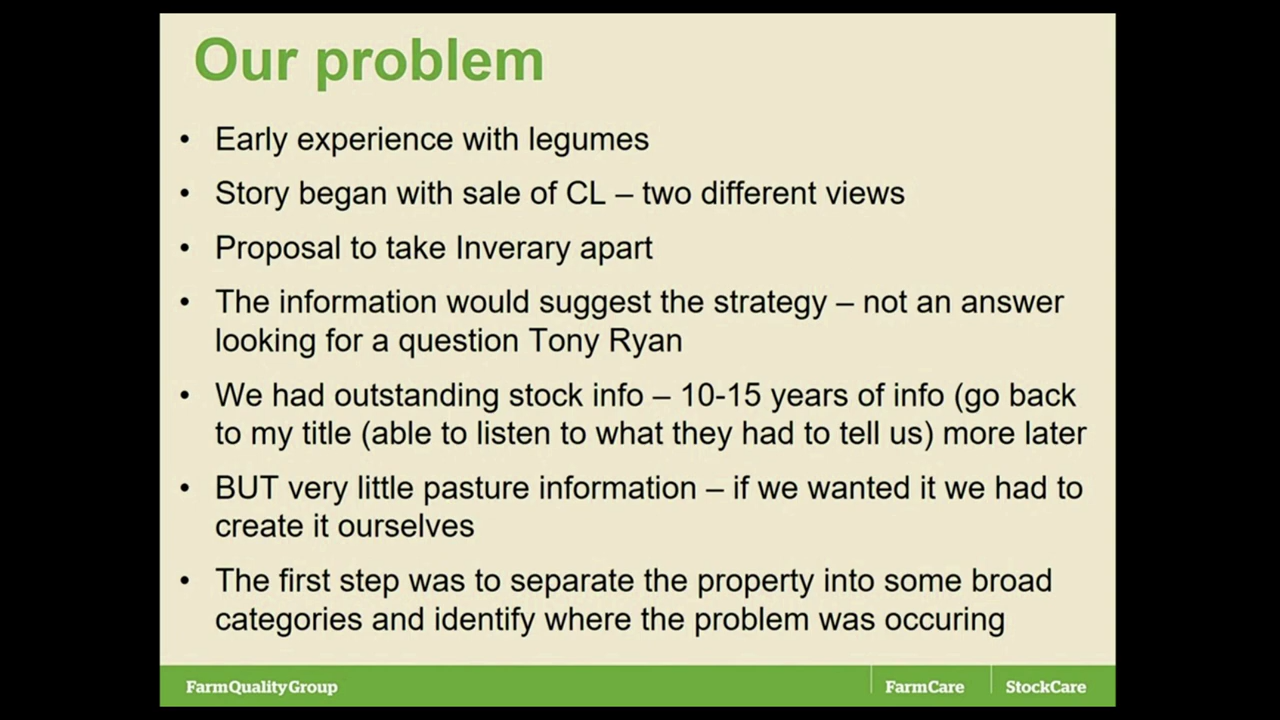 Our problem
• Early experience with legumes
• Story began with sale of CL – two different views
• Proposal to take Inverary apart
• The information would suggest the strategy – not an answer
looking for a question Tony Ryan
• We had outstanding stock info – 10-15 years of info (go back
to my title (able to listen to what they had to tell us) more later
• BUT very little pasture information – if we wanted it we had to
create it ourselves
• The first step was to separate the property into some broad
categories and identify where the problem was occuring
FarmQualityGroup
FarmCare | StockCare